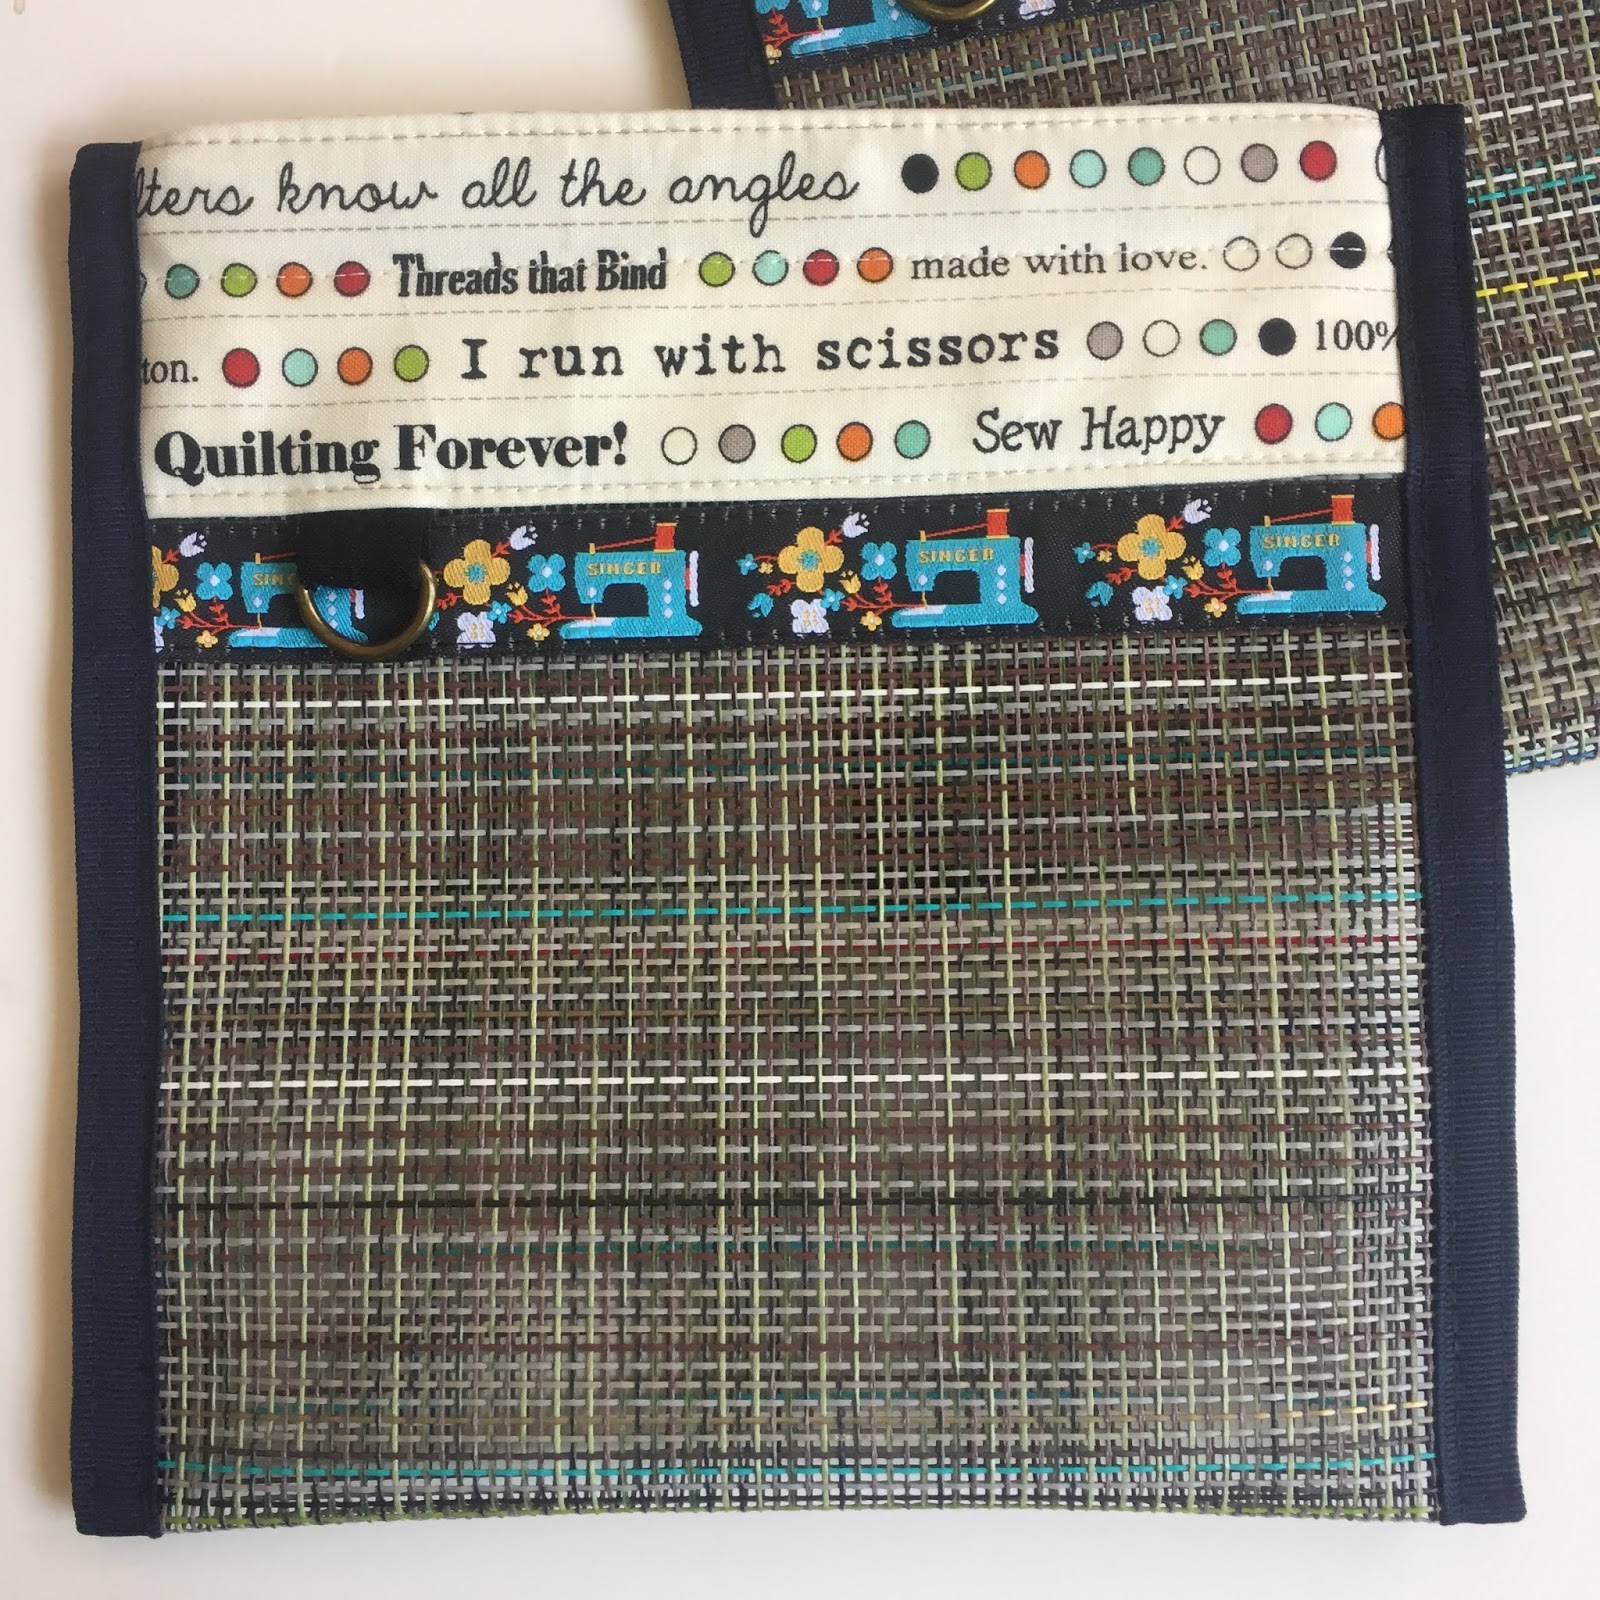 lters know all the angles
Threads that Bind made with love.
ton. I run with scissors 100%
Quilting Forever! Sew Happy
SING SINGER SINGER SINGER